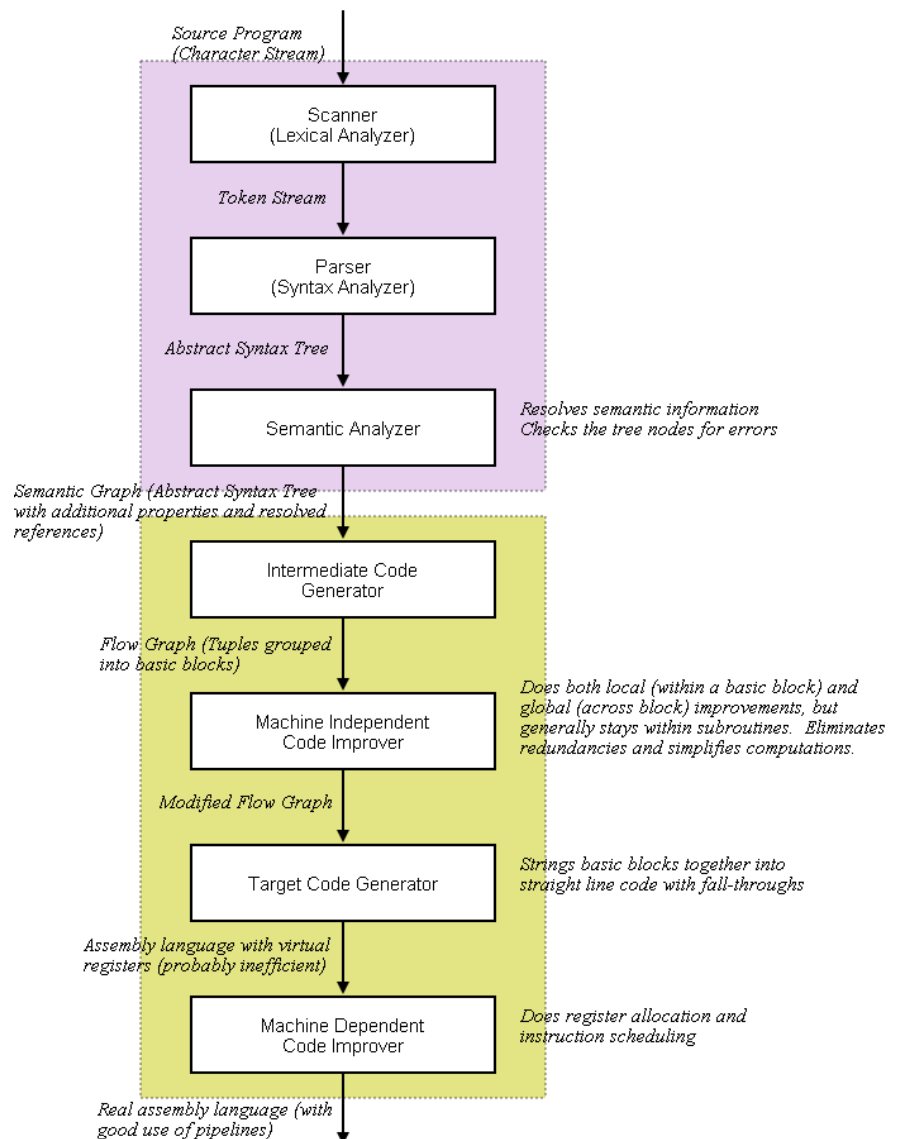 Source Program
(Character Stream)
Scanner
(Lexical Analyzer)
Token Stream
Parser
(Syntax Analyzer)
Abstract Syntax Tree
Semantic Analyzer
Resolves semantic information
Checks the tree nodes for errors
Semantic Graph (Abstract Syntax Tree
with additional properties and resolved
references)
Intermediate Code
Generator
Flow Graph (Tuples grouped
into basic blocks)
Machine Independent
Code Improver
Does both local (within a basic block) and
global (across block) improvements, but
generally stays within subroutines. Eliminates
redundancies and simplifies computations.
Modified Flow Graph
Target Code Generator
Strings basic blocks together into
straight line code with fall-throughs
Assembly language with virtual
registers (probably inefficient)
Machine Dependent
Code Improver
Does register allocation and
instruction scheduling
Real assembly language (with
good use of pipelines)